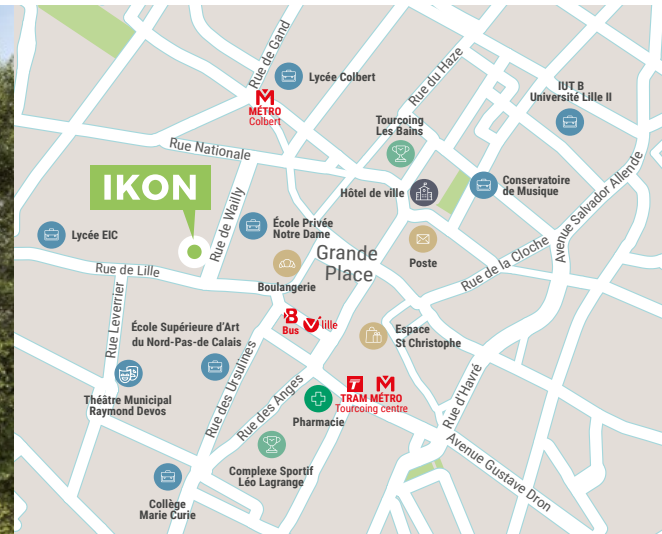 Rue de Gand
Lycée Colbert
MÉTRO
Colbert
Rue du Haze
IUT B
Université Lille II
Tourcoing
Les Bains
Rue Nationale
IKON
Hôtel de ville
Conservatoire
de Musique
Avenue Salvador Allende
Rue de Wailly
Lycée EIC
École Privée
Notre Dame
Grande
Place
Poste
Rue de la Cloche
Rue de Lille
Boulangerie
Rue Leverrier
École Supérieure d'Art
du Nord-Pas-de Calais
B
Bus
V lille
Espace
St Christophe
Rue des Ursulines
Rue des Anges
Théâtre Municipal
Raymond Devos
T M
TRAM MÉTRO
Tourcoing centre
Pharmacie
Rue d'Havré
Avenue Gustave Dron
Complexe Sportif
Léo Lagrange
Collège
Marie Curie